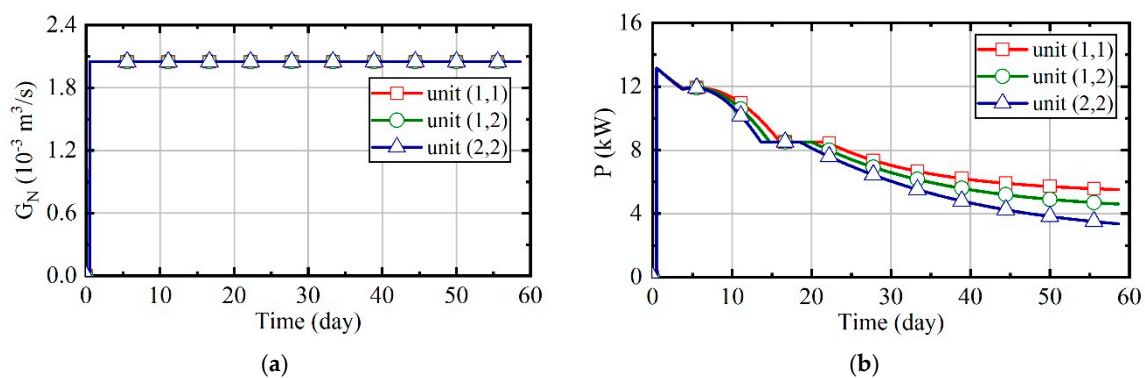 2.4
1.8
1.2
0.6
0.0
G_N (10⁻³ m³/s)
unit (1,1)
unit (1,2)
unit (2,2)
0 10 20 30 40 50 60
Time (day)
(a)
16
12
8
4
0
P (kW)
unit (1,1)
unit (1,2)
unit (2,2)
0 10 20 30 40 50 60
Time (day)
(b)